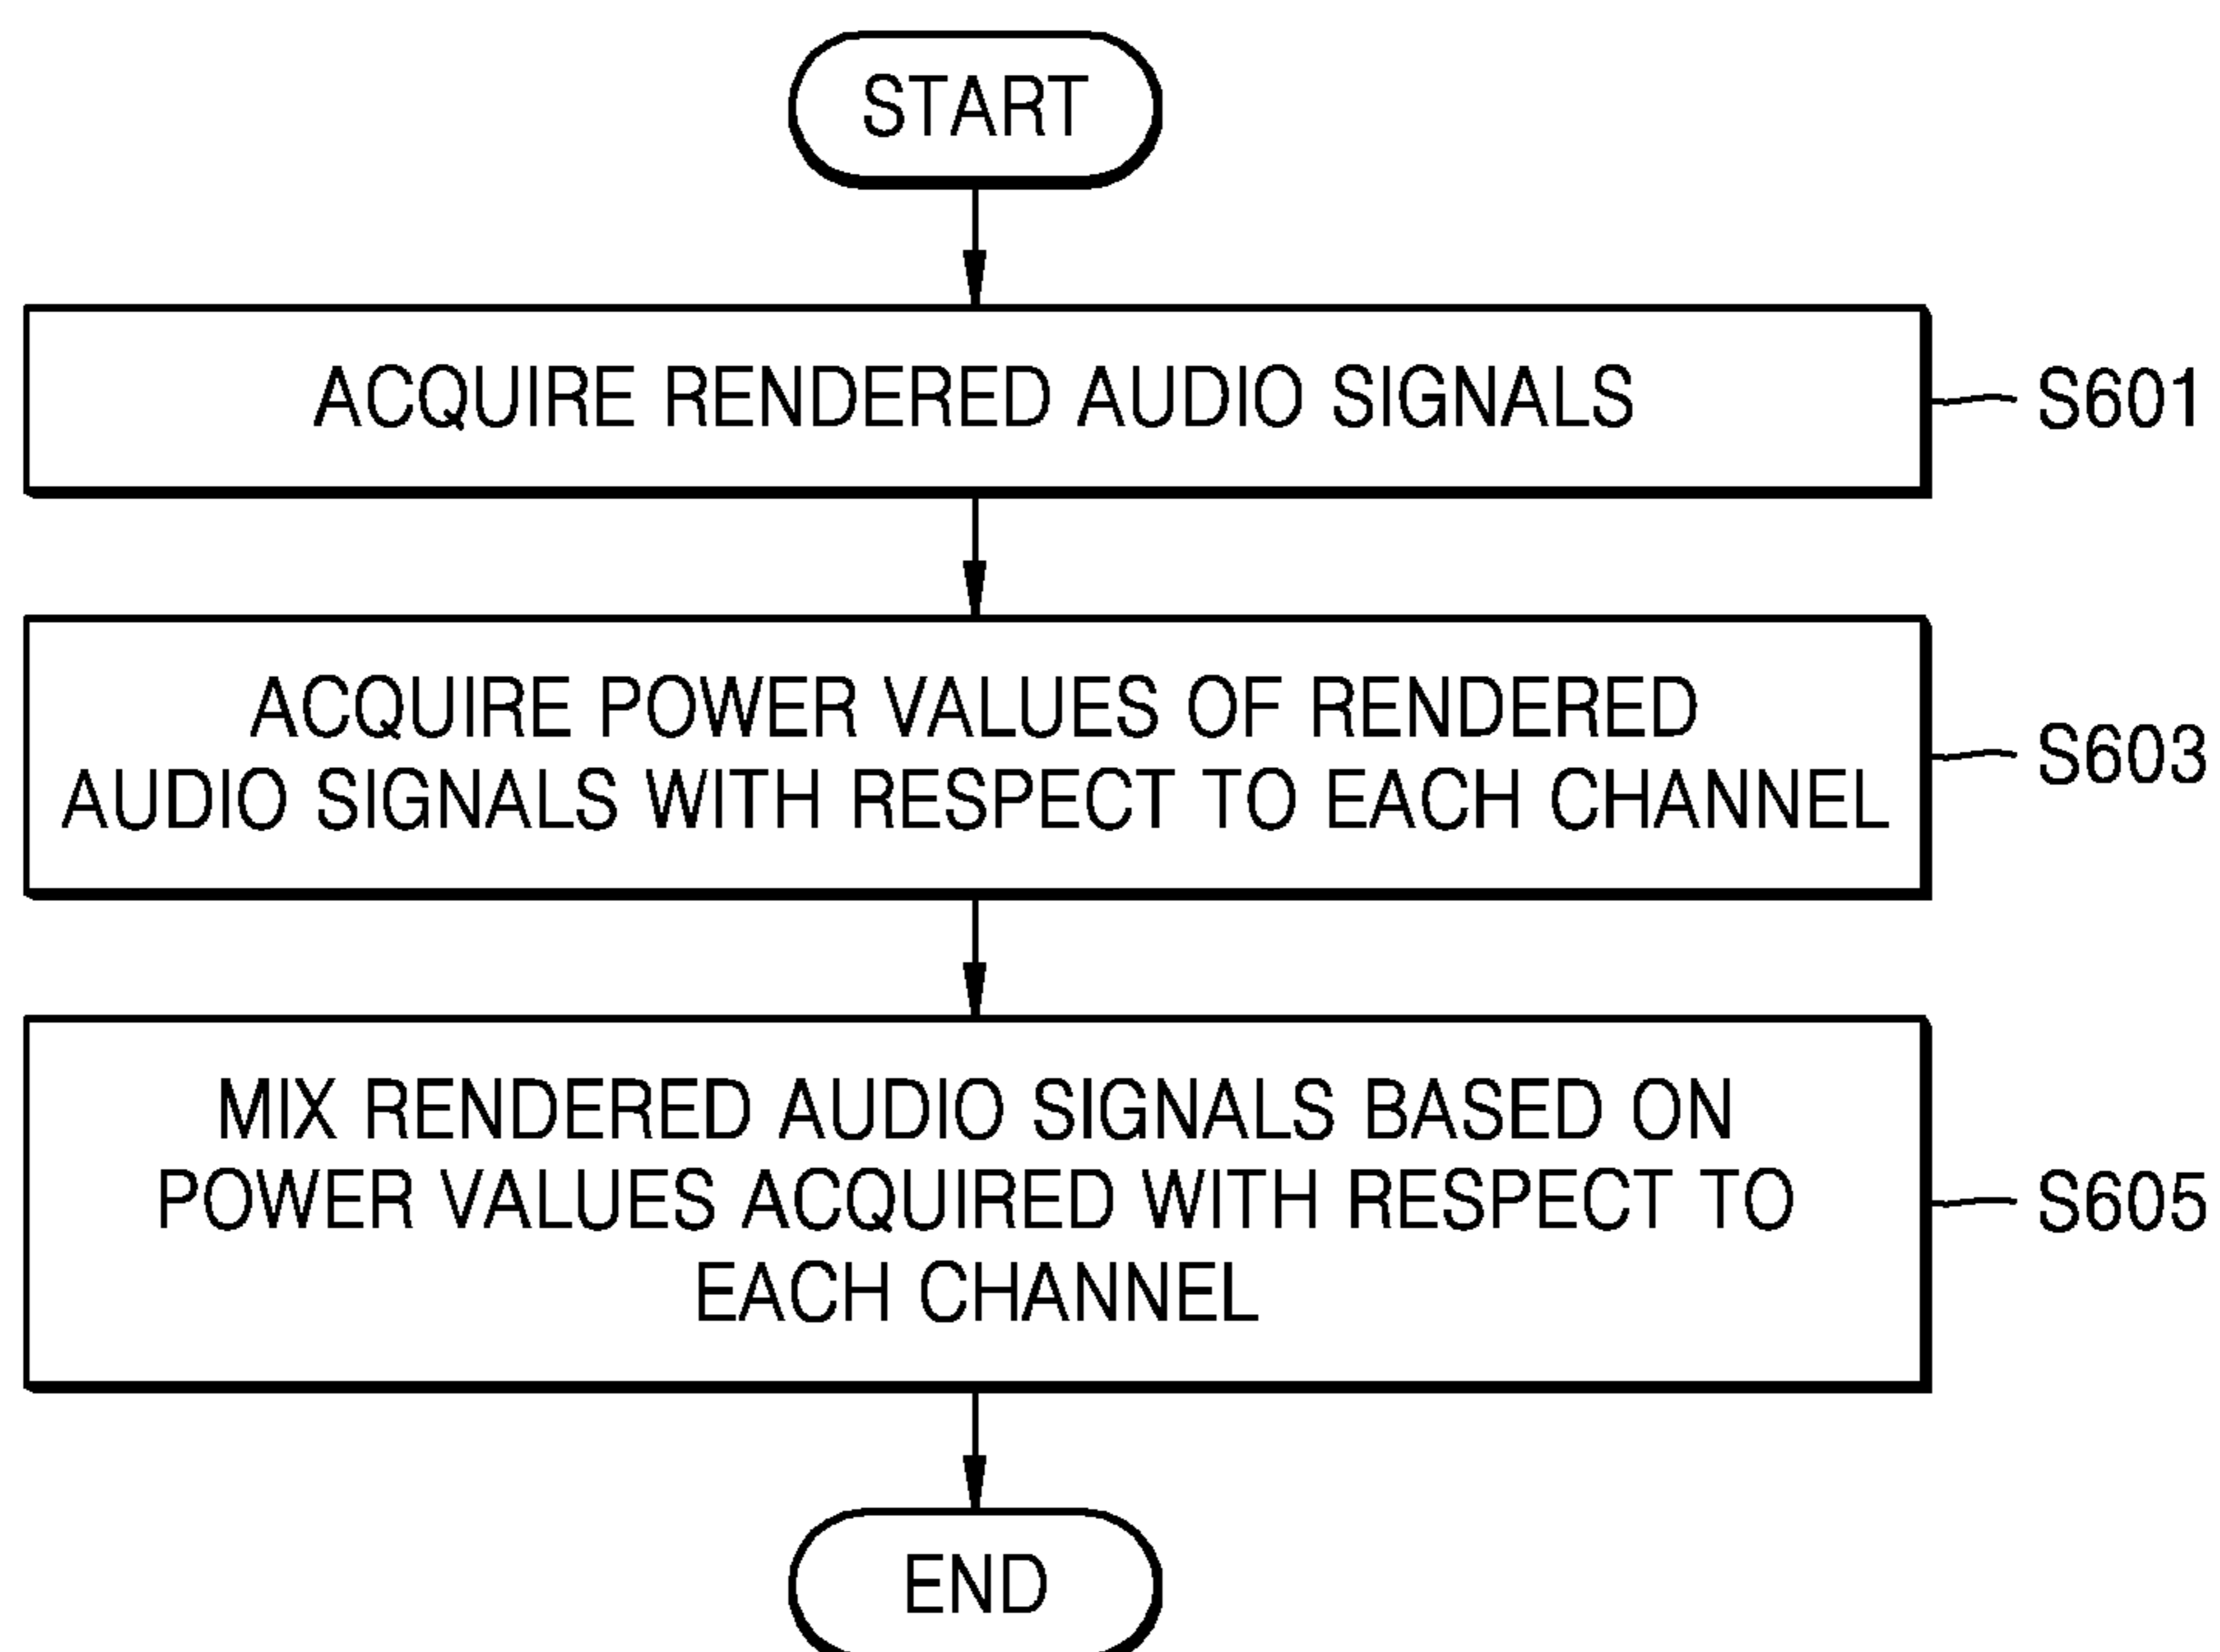 START
ACQUIRE RENDERED AUDIO SIGNALS
S601
ACQUIRE POWER VALUES OF RENDERED
AUDIO SIGNALS WITH RESPECT TO EACH CHANNEL
S603
MIX RENDERED AUDIO SIGNALS BASED ON
POWER VALUES ACQUIRED WITH RESPECT TO
EACH CHANNEL
S605
END